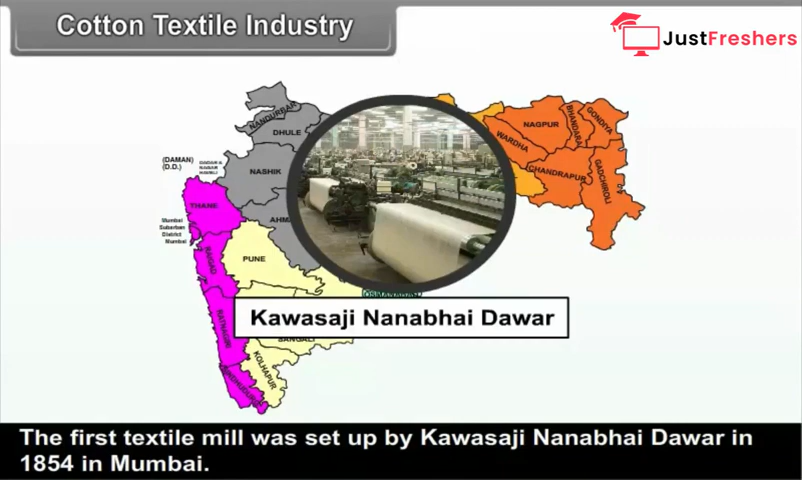 Cotton Textile Industry
JustFreshers
NANDURBAR
DHULE
NAGPUR
BHANDARA
GONDIYA
WARDHA
(DAMAN)
(D.D.)
DADAR &
NAGAR
HAVELI
NASHIK
CHANDRAPUR
GADCHIROLI
THANE
AHM
Mumbai
Suburban
District
Mumbai
PUNE
RAIGAD
OSMANABAD
RATNAGIRI
Kawasaji Nanabhai Dawar
SANGALI
KOLHAPUR
The first textile mill was set up by Kawasaji Nanabhai Dawar in
1854 in Mumbai.